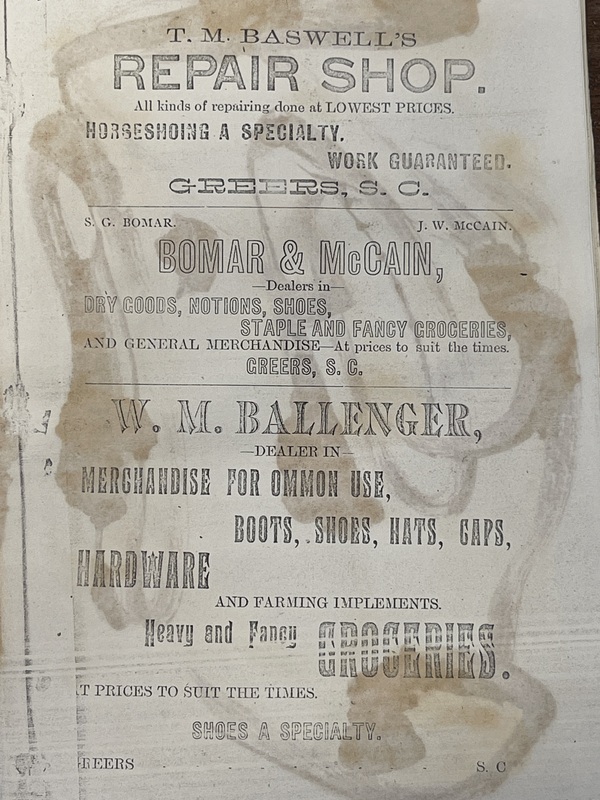 T. M. BASWELL'S
REPAIR SHOP.
All kinds of repairing done at LOWEST PRICES.
HORSESHOING A SPECIALTY.
WORK GUARANTEED.
GREERS, S. C.
S. G. BOMAR. J. W. McCAIN.
BOMAR & McCAIN,
—Dealers in—
DRY GOODS, NOTIONS, SHOES,
STAPLE AND FANCY GROCERIES,
AND GENERAL MERCHANDISE—At prices to suit the times.
GREERS, S. C.
W. M. BALLENGER,
—DEALER IN—
MERCHANDISE FOR OMMON USE,
BOOTS, SHOES, HATS, CAPS,
HARDWARE
AND FARMING IMPLEMENTS.
Heavy and Fancy GROCERIES.
T PRICES TO SUIT THE TIMES.
SHOES A SPECIALTY.
REERS - - - - S. C